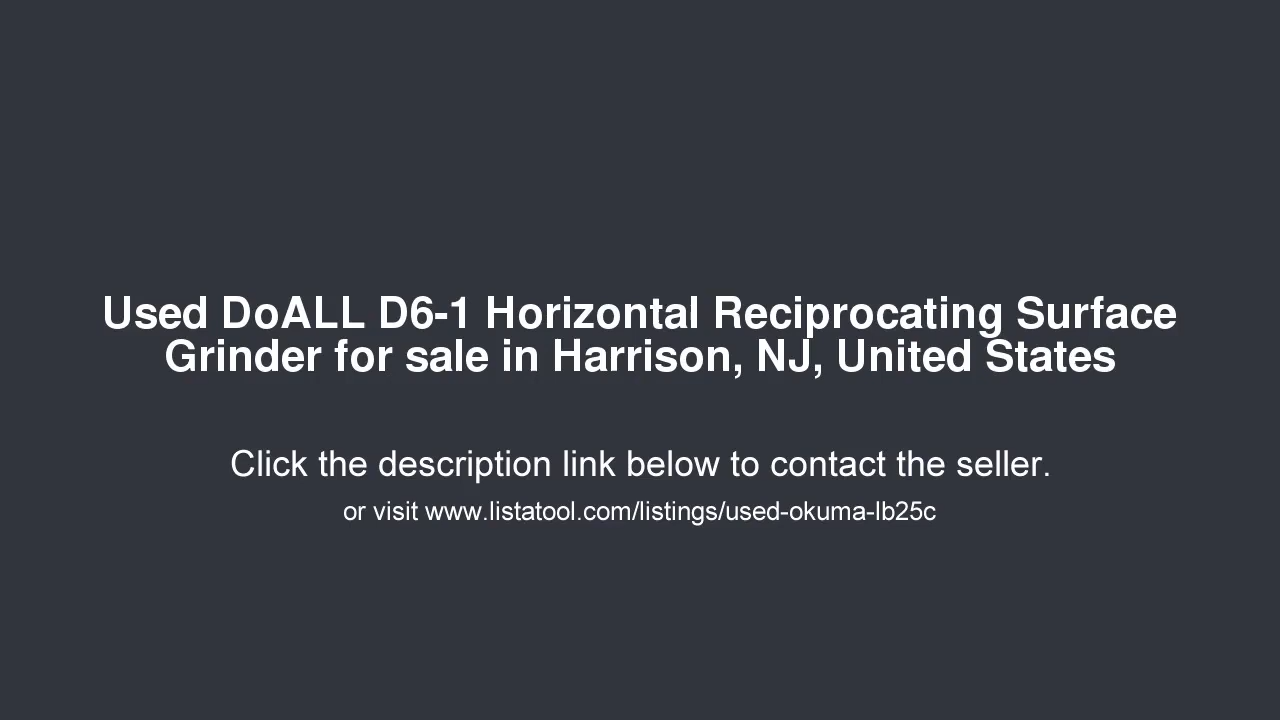 Used DoALL D6-1 Horizontal Reciprocating Surface
Grinder for sale in Harrison, NJ, United States
Click the description link below to contact the seller.
or visit www.listatool.com/listings/used-okuma-lb25c